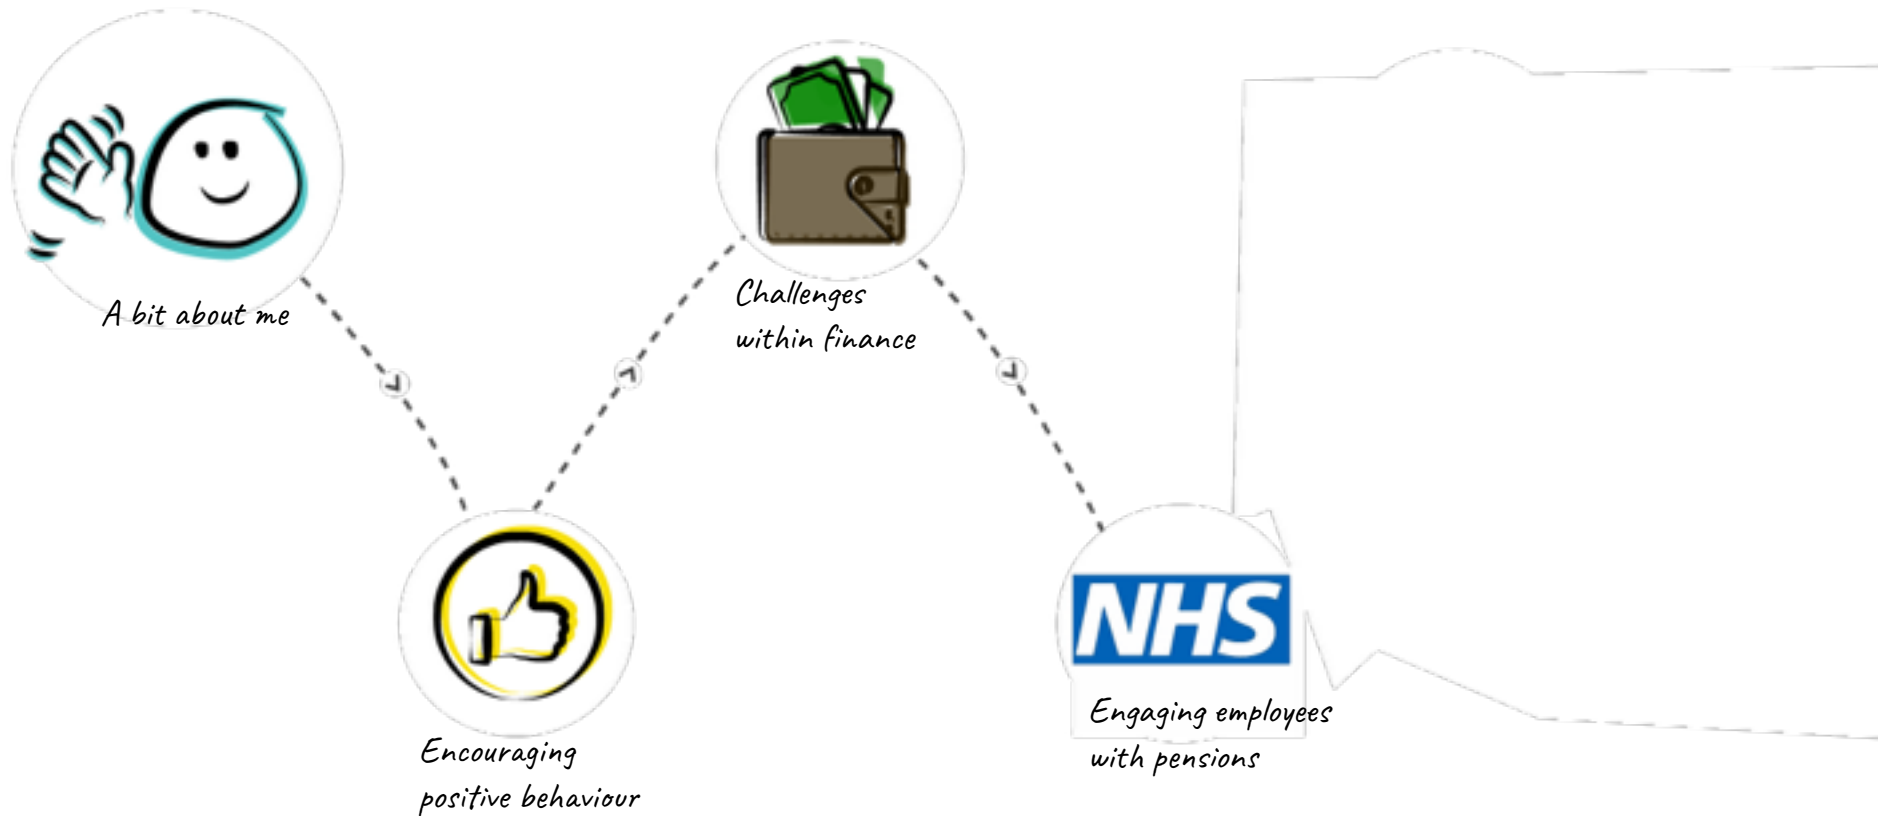 A bit about me
Encouraging
positive behaviour
Challenges
within finance
NHS
Engaging employees
with pensions